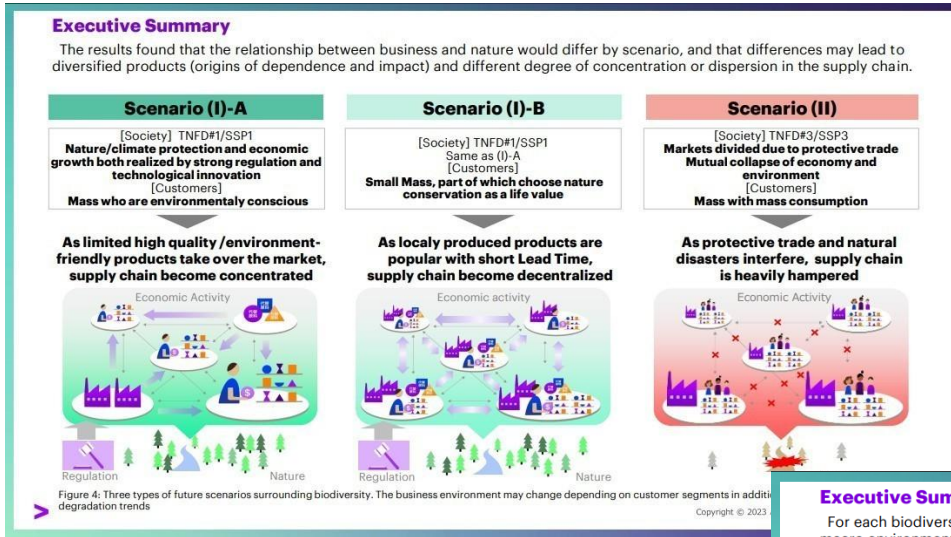 Executive Summary
The results found that the relationship between business and nature would differ by scenario, and that differences may lead to
diversified products (origins of dependence and impact) and different degree of concentration or dispersion in the supply chain.
Scenario (I)-A
[Society] TNFD#1/SSP1
Nature/climate protection and economic
growth both realized by strong regulation and
technological innovation
[Customers]
Mass who are environmentaly conscious
As limited high quality /environment-
friendly products take over the market,
supply chain become concentrated
Economic Activity
Regulation
Nature
Scenario (I)-B
[Society] TNFD#1/SSP1
Same as (I)-A
[Customers]
Small Mass, part of which choose nature
conservation as a life value
As localy produced products are
popular with short Lead Time,
supply chain become decentralized
Economic activity
Regulation
Nature
Scenario (II)
[Society] TNFD#3/SSP3
Markets divided due to protective trade
Mutual collapse of economy and
environment
[Customers]
Mass with mass consumption
As protective trade and natural
disasters interfere, supply chain
is heavily hampered
Economic Activity
Figure 4: Three types of future scenarios surrounding biodiversity. The business environment may change depending on customer segments in
degradation trends
Copyright © 2023
Executive
For each